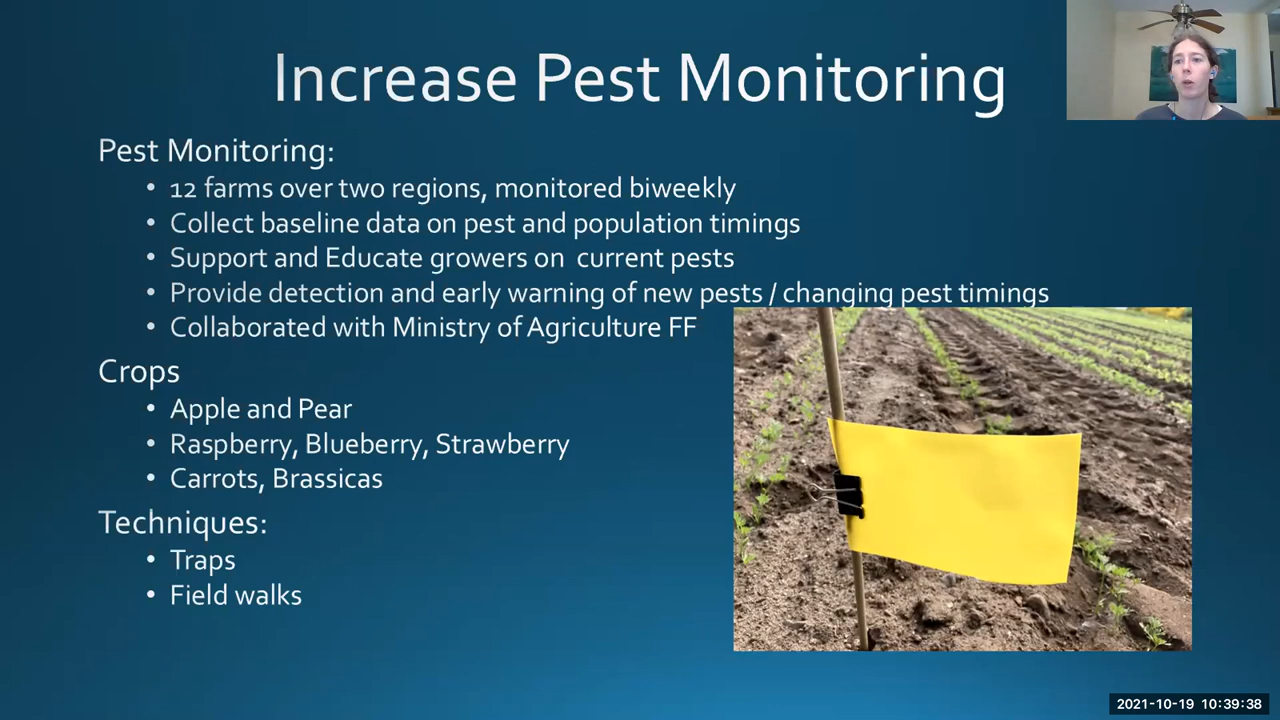 Increase Pest Monitoring
Pest Monitoring:
• 12 farms over two regions, monitored biweekly
• Collect baseline data on pest and population timings
• Support and Educate growers on  current pests
• Provide detection and early warning of new pests / changing pest timings
• Collaborated with Ministry of Agriculture FF
Crops
• Apple and Pear
• Raspberry, Blueberry, Strawberry
• Carrots, Brassicas
Techniques:
• Traps
• Field walks
2021-10-19 10:39:38